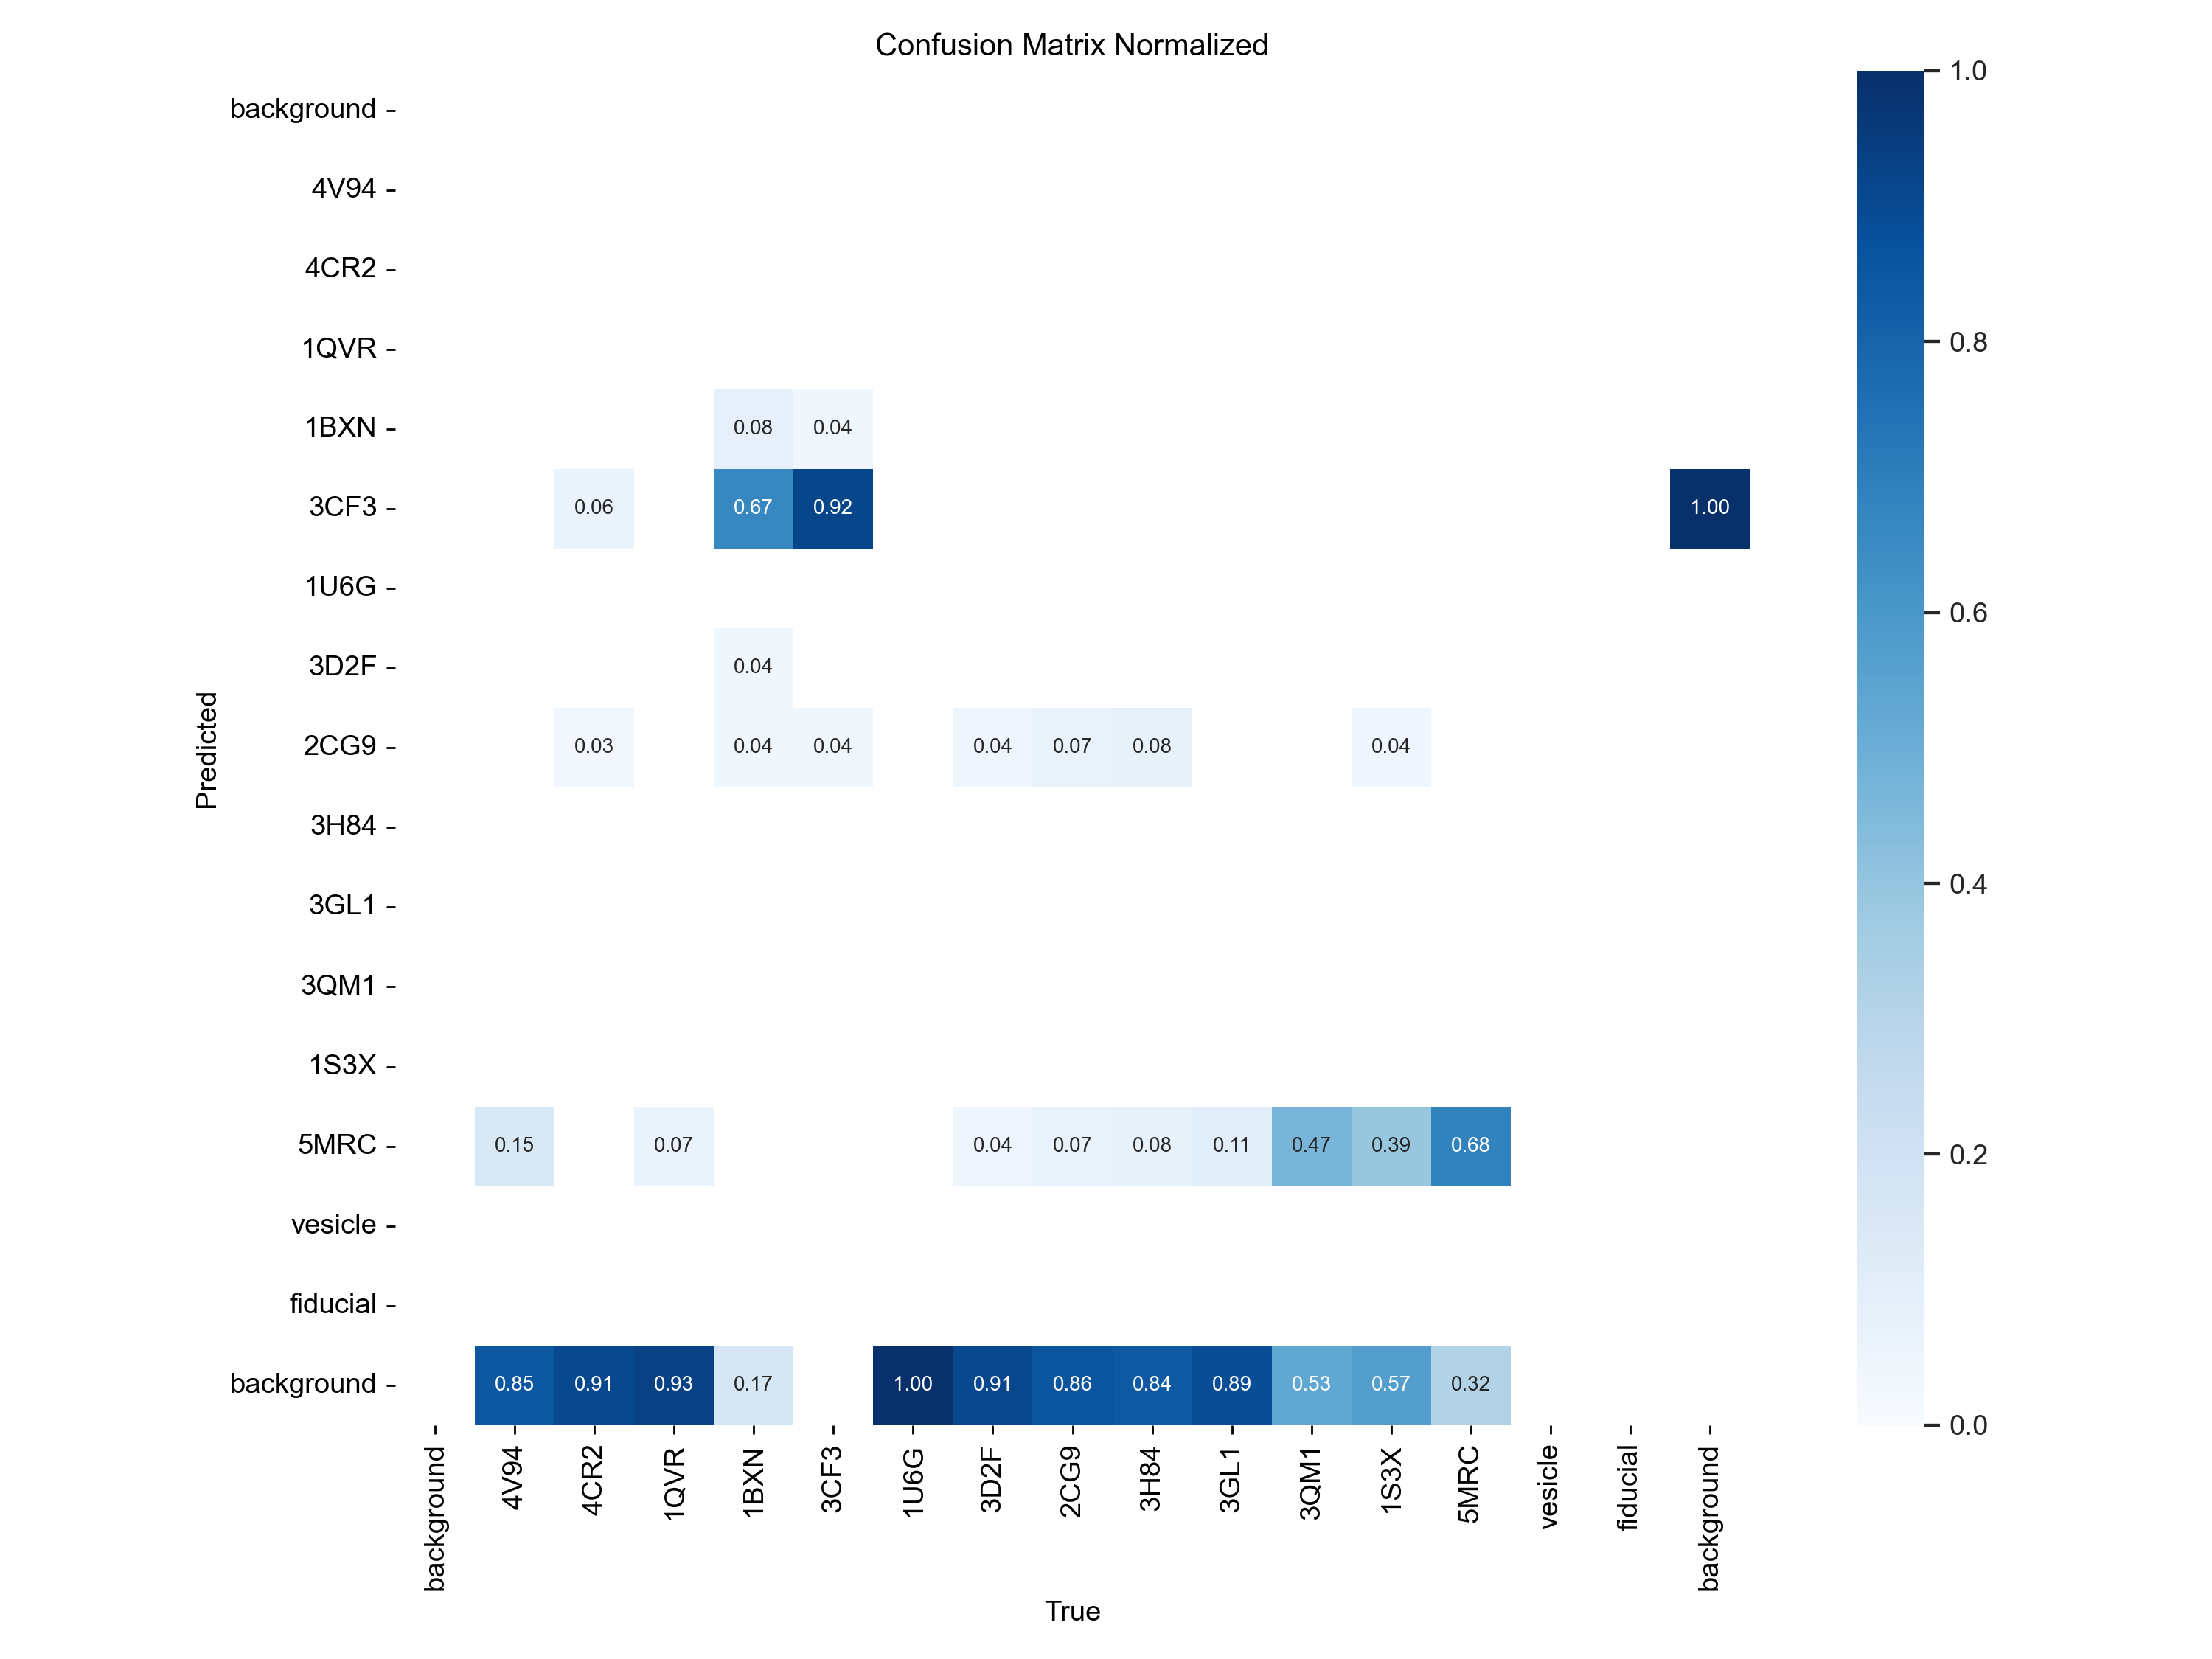 Confusion Matrix Normalized
background
4V94
4CR2
1QVR
1BXN 0.08 0.04
3CF3 0.06 0.67 0.92 1.00
1U6G
3D2F 0.04
2CG9 0.03 0.04 0.04 0.04 0.07 0.08 0.04
3H84
3GL1
3QM1
1S3X
5MRC 0.15 0.07 0.04 0.07 0.08 0.11 0.47 0.39 0.68
vesicle
fiducial
background 0.85 0.91 0.93 0.17 1.00 0.91 0.86 0.84 0.89 0.53 0.57 0.32
Predicted
background 4V94 4CR2 1QVR 1BXN 3CF3 1U6G 3D2F 2CG9 3H84 3GL1 3QM1 1S3X 5MRC vesicle fiducial background
True
1.0
0.8
0.6
0.4
0.2
0.0